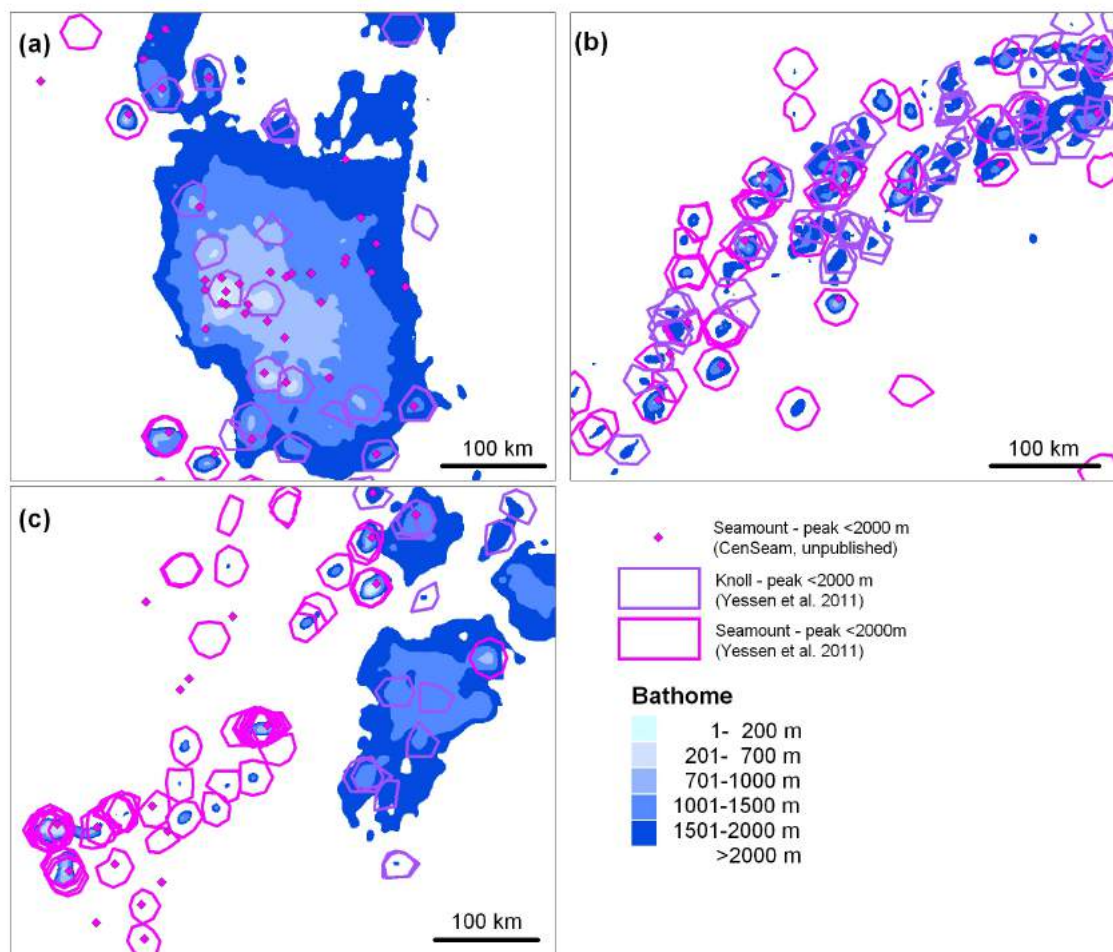 (a)
100 km
(b)
100 km
(c)
100 km
Seamount - peak <2000 m
(CenSeam, unpublished)
Knoll - peak <2000 m
(Yessen et al. 2011)
Seamount - peak <2000m
(Yessen et al. 2011)
Bathome
1- 200 m
201- 700 m
701-1000 m
1001-1500 m
1501-2000 m
>2000 m